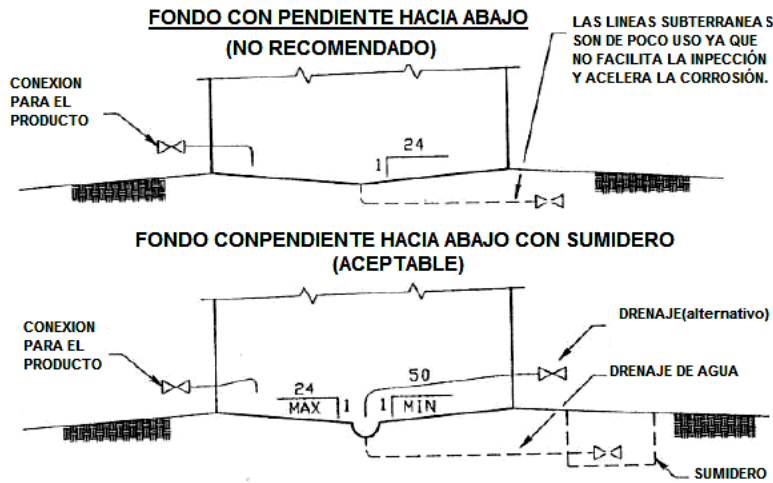 FONDO CON PENDIENTE HACIA ABAJO
(NO RECOMENDADO)
LAS LINEAS SUBTERRANEAS
SON DE POCO USO YA QUE
NO FACILITA LA INPECCIÓN
Y ACELERA LA CORROSIÓN.
CONEXION
PARA EL
PRODUCTO
24
1
FONDO CONPENDIENTE HACIA ABAJO CON SUMIDERO
(ACEPTABLE)
CONEXION
PARA EL
PRODUCTO
DRENAJE(alternativo)
24
MAX
1
50
1
MIN
DRENAJE DE AGUA
SUMIDERO